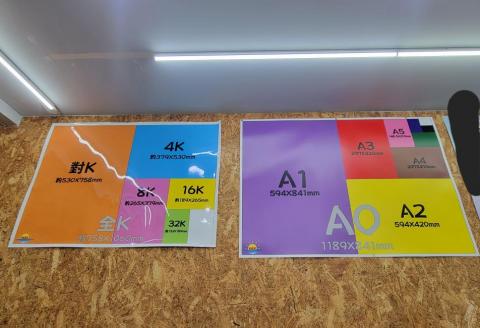 對K
約530X758mm
4K
約379X530mm
8K
約265X379mm
16K
約189X265mm
32K
全K
A1
594X841mm
A3
A5
A4
A2
594X420mm
A0
1189X841mm